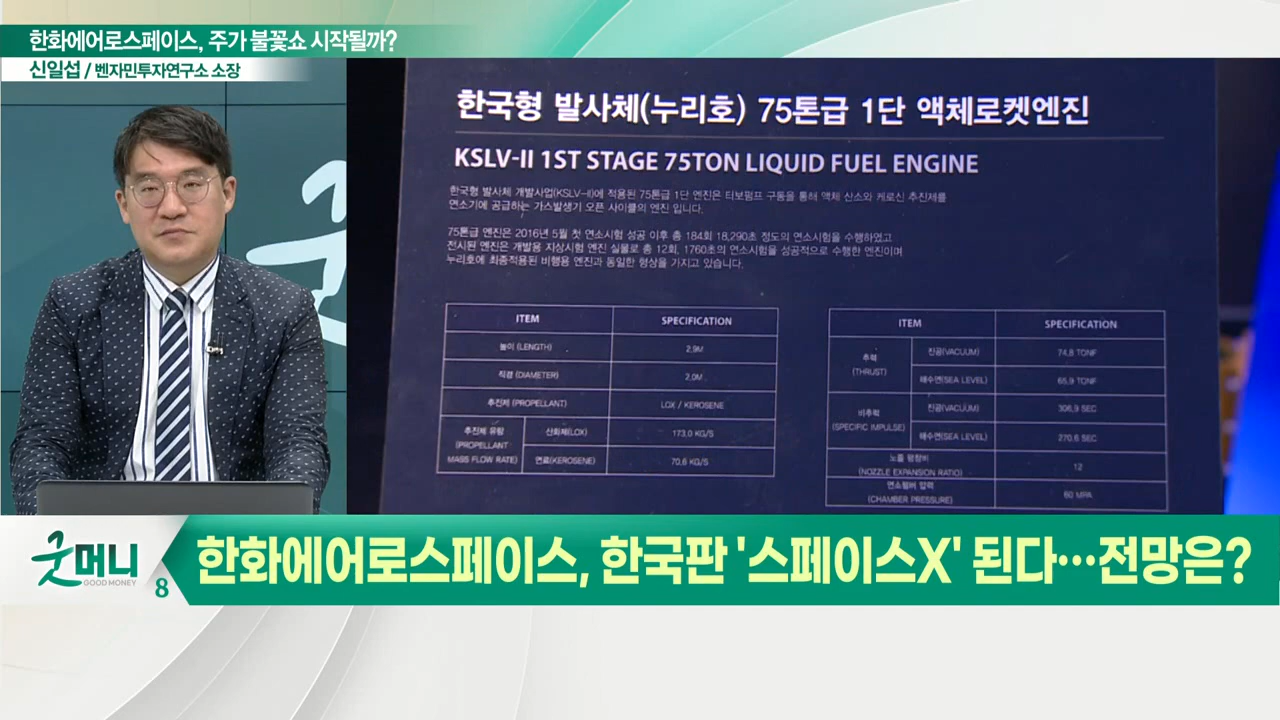 한화에어로스페이스, 주가 불꽃쇼 시작될까?
신일섭 / 벤자민투자연구소 소장
한국형 발사체(누리호) 75톤급 1단 액체로켓엔진
KSLV-II 1ST STAGE 75TON LIQUID FUEL ENGINE
한국형 발사체 개발사업(KSLV-II)에 적용된 75톤급 1단 엔진은 터보펌프 구동을 통해 액체 산소와 케로신 추진제를
연소기에 공급하는 가스발생기 오픈 사이클의 엔진 입니다.
75톤급 엔진은 2016년 5월 첫 연소시험 성공 이후 총 184회 18,290초 정도의 연소시험을 수행하였고
전시된 엔진은 개발용 지상시험 엔진 실물로 총 12회, 1760초의 연소시험을 성공적으로 수행한 엔진이며
누리호에 최종적용된 비행용 엔진과 동일한 형상을 가지고 있습니다.
ITEM SPECIFICATION
높이 (LENGTH) 2.9M
직경 (DIAMETER) 2.0M
추진제 (PROPELLANT) LOX / KEROSENE
추진제 유량 (PROPELLANT MASS FLOW RATE)
산화제(LOX) 173.0 KG/S
연료(KEROSENE) 70.6 KG/S
ITEM SPECIFICATION
추력 (THRUST)
진공(VACUUM) 74.8 TONF
해수면(SEA LEVEL) 65.9 TONF
비추력 (SPECIFIC IMPULSE)
진공(VACUUM) 306.9 SEC
해수면(SEA LEVEL) 270.6 SEC
노즐 팽창비 (NOZZLE EXPANSION RATIO) 12
연소챔버 압력 (CHAMBER PRESSURE) 60 MPA
굿머니
GOOD MONEY
8
한화에어로스페이스, 한국판 '스페이스X' 된다…전망은?